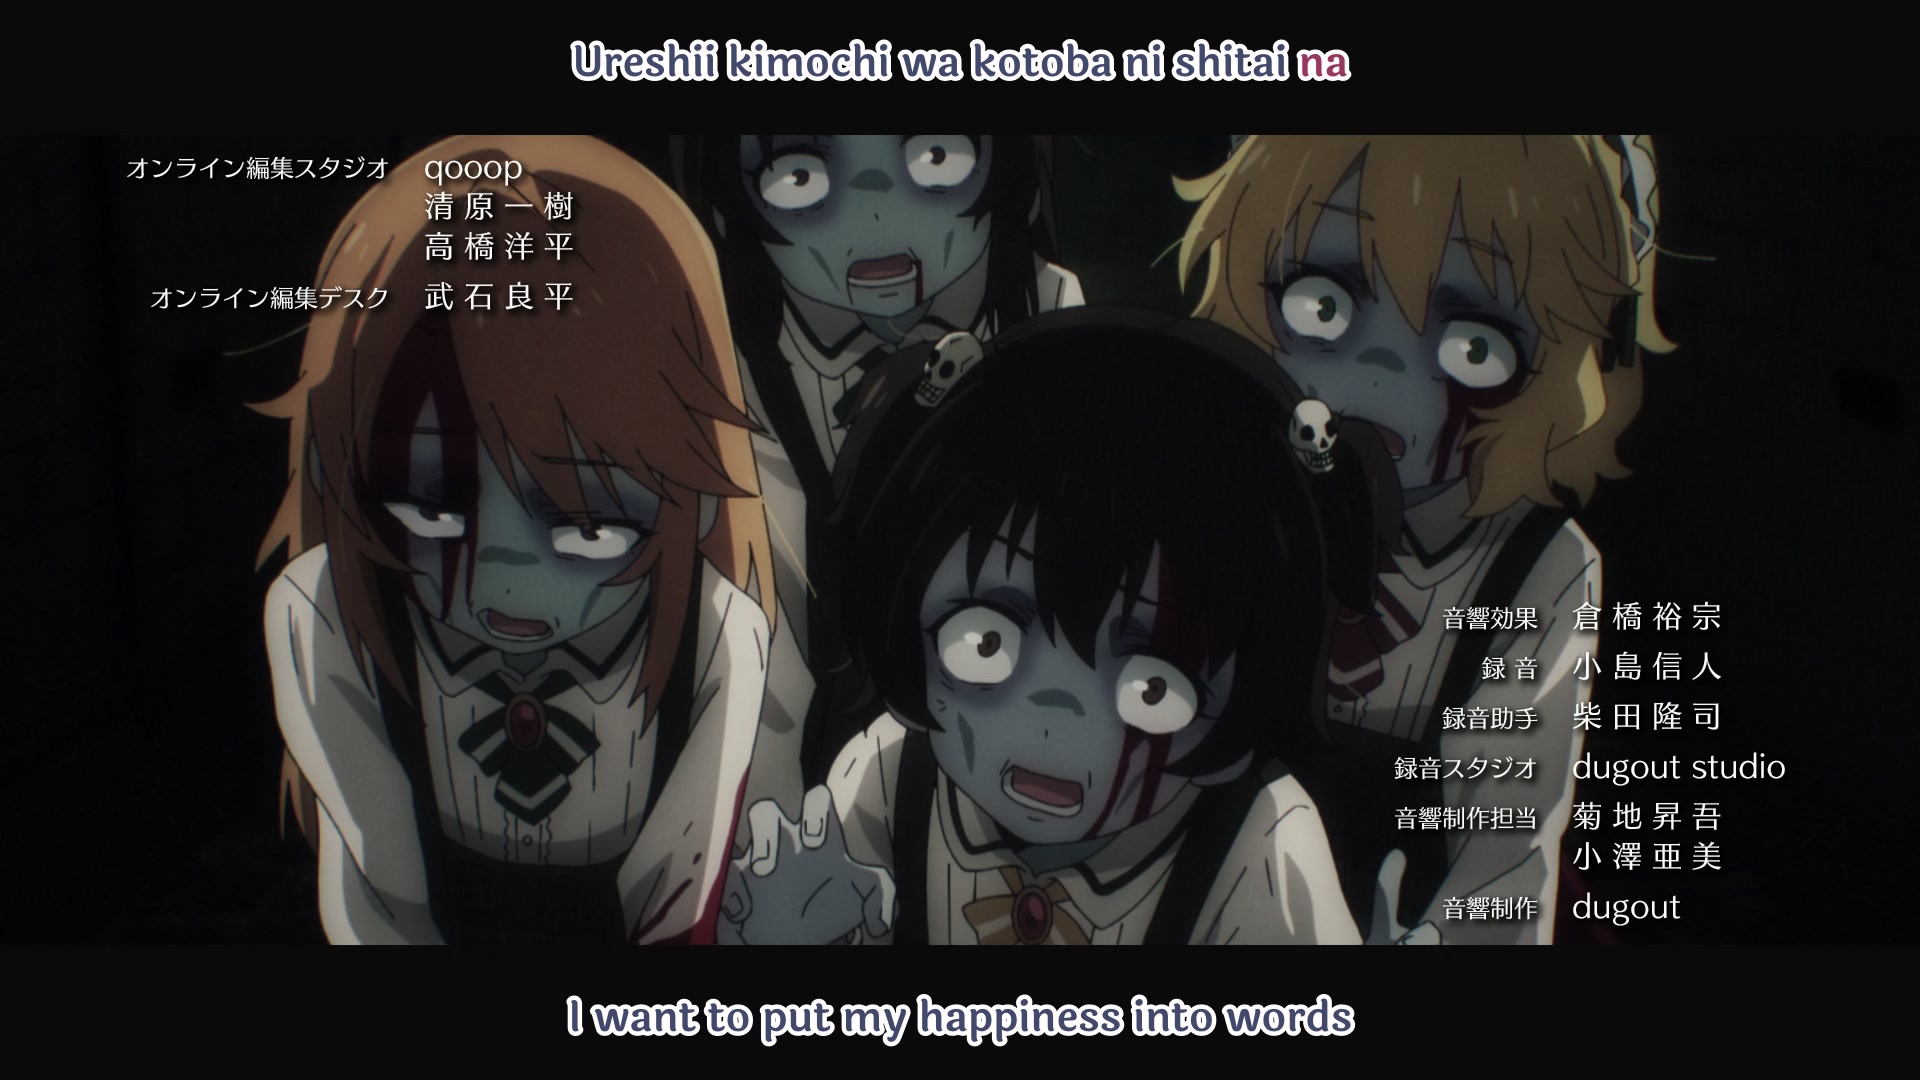 Ureshii kimochi wa kotoba ni shitai na
オンライン編集スタジオ qooop
清原一樹
高橋洋平
オンライン編集デスク 武石良平
音響効果 倉橋裕宗
録音 小島信人
録音助手 柴田隆司
録音スタジオ dugout studio
音響制作担当 菊地昇吾
小澤亜美
音響制作 dugout
I want to put my happiness into words